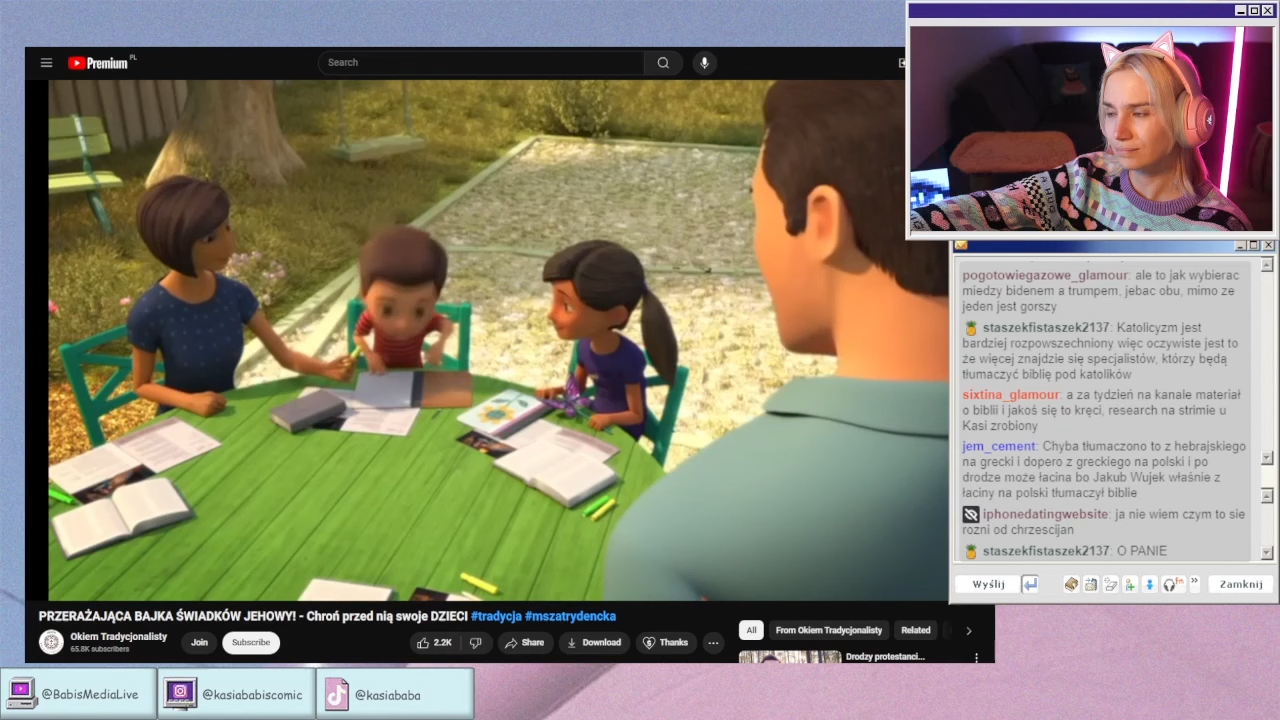 Premium PL
Search
pogotowiegazowe_glamour: ale to jak wybierac
miedzy bidenem a trumpem, jebac obu, mimo ze
jeden jest gorszy
staszekfistaszek2137: Katolicyzm jest
bardziej rozpowszechniony więc oczywiste jest to
że więcej znajdzie się specjalistów, którzy będą
tłumaczyć biblię pod katolików
sixtina_glamour: a za tydzień na kanale materiał
o biblii i jakoś się to kręci, research na strimie u
Kasi zrobiony
jem_cement: Chyba tłumaczono to z hebrajskiego
na grecki i dopero z greckiego na polski i po
drodze może łacina bo Jakub Wujek właśnie z
łaciny na polski tłumaczył biblie
iphonedatingwebsite: ja nie wiem czym to sie
rozni od chrzescijan
staszekfistaszek2137: O PANIE
Wyślij
fn
Zamknij
PRZERAŻAJĄCA BAJKA ŚWIADKÓW JEHOWY! - Chroń przed nią swoje DZIECI #tradycja #mszatrydencka
Okiem Tradycjonalisty
65.8K subscribers
Join
Subscribe
2.2K
Share
Download
Thanks
All
From Okiem Tradycjonalisty
Related
Drodzy protestanci...
@BabisMediaLive
@kasiababiscomic
@kasiababa